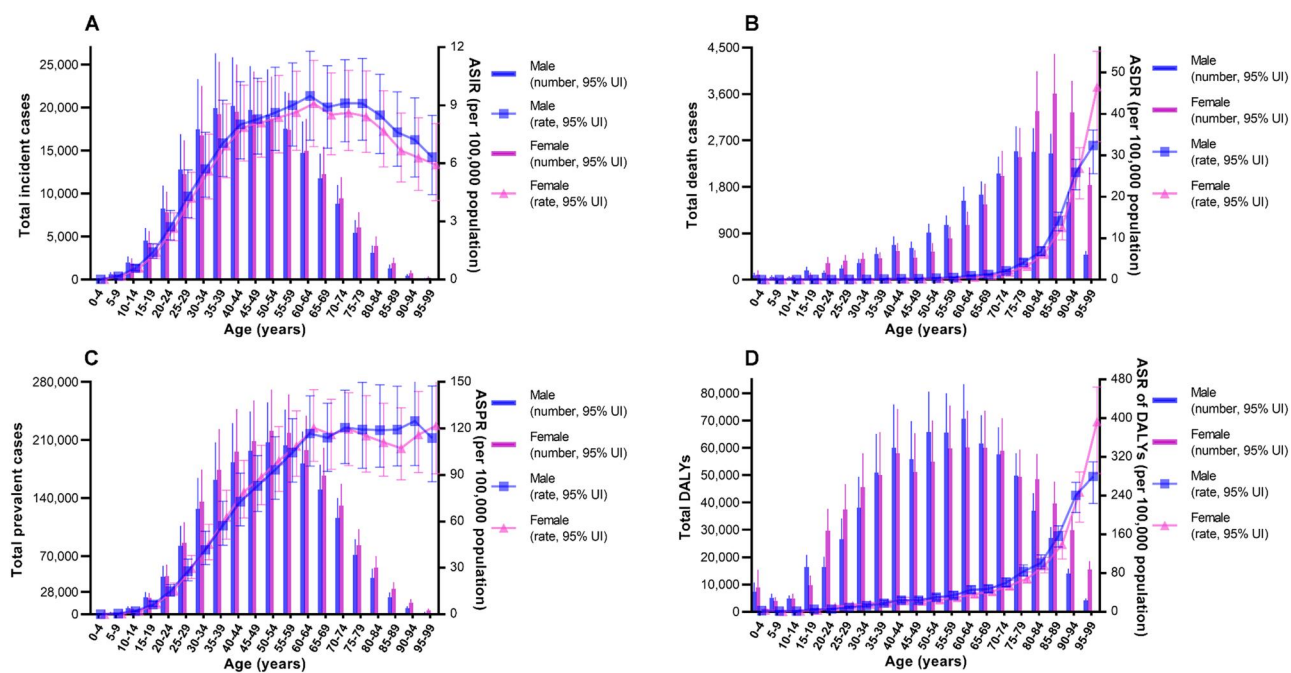 A
Total incident cases
25,000
20,000
15,000
10,000
5,000
0
12
9
6
3
0
ASIR (per 100,000 population)
0-4
5-9
10-14
15-19
20-24
25-29
30-34
35-39
40-44
45-49
50-54
55-59
60-64
65-69
70-74
75-79
80-84
85-89
90-94
95-99
Age (years)
Male
(number, 95% UI)
Male
(rate, 95% UI)
Female
(number, 95% UI)
Female
(rate, 95% UI)
B
Total death cases
4,500
3,600
2,700
1,800
900
0
50
40
30
20
10
0
ASDR (per 100,000 population)
0-4
5-9
10-14
15-19
20-24
25-29
30-34
35-39
40-44
45-49
50-54
55-59
60-64
65-69
70-74
75-79
80-84
85-89
90-94
95-99
Age (years)
Male
(number, 95% UI)
Female
(number, 95% UI)
Male
(rate, 95% UI)
Female
(rate, 95% UI)
C
Total prevalent cases
280,000
210,000
140,000
70,000
28,000
0
150
120
90
60
30
0
ASPR (per 100,000 population)
0-4
5-9
10-14
15-19
20-24
25-29
30-34
35-39
40-44
45-49
50-54
55-59
60-64
65-69
70-74
75-79
80-84
85-89
90-94
95-99
Age (years)
Male
(number, 95% UI)
Female
(number, 95% UI)
Male
(rate, 95% UI)
Female
(rate, 95% UI)
D
Total DALYs
80,000
70,000
60,000
50,000
40,000
30,000
20,000
10,000
0
480
400
320
240
160
80
0
ASR of DALYs (per 100,000 population)
0-4
5-9
10-14
15-19
20-24
25-29
30-34
35-39
40-44
45-49
50-54
55-59
60-64
65-69
70-74
75-79
80-84
85-89
90-94
95-99
Age (years)
Male
(number, 95% UI)
Female
(number, 95% UI)
Male
(rate, 95% UI)
Female
(rate, 95% UI)